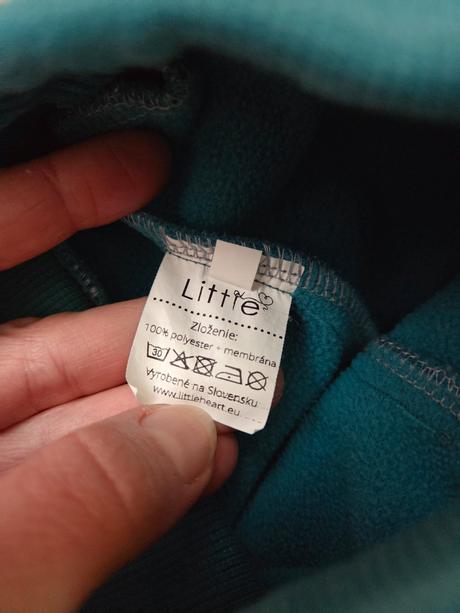 Little
Zloženie:
100% polyester + membrána
30
vyrobené na Slovensku
www.littleheart.eu